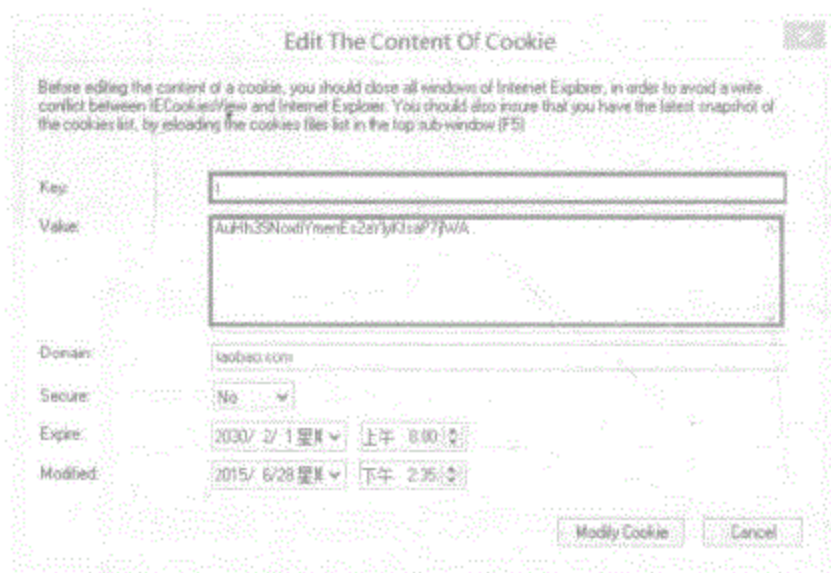 Edit The Content Of Cookie
Before editing the content of a cookie, you should close all windows of Internet Explorer, in order to avoid a write
conflict between IECookiesView and Internet Explorer. You should also insure that you have the latest snapshot of
the cookies list, by reloading the cookies files list in the top sub-window (F5)
Key:
Value:
Domain: taobao.com
Secure: No
Expire: 2030/ 2/ 1 上午 8:00
Modified: 2015/ 6/28 下午 2:35
Modify Cookie Cancel